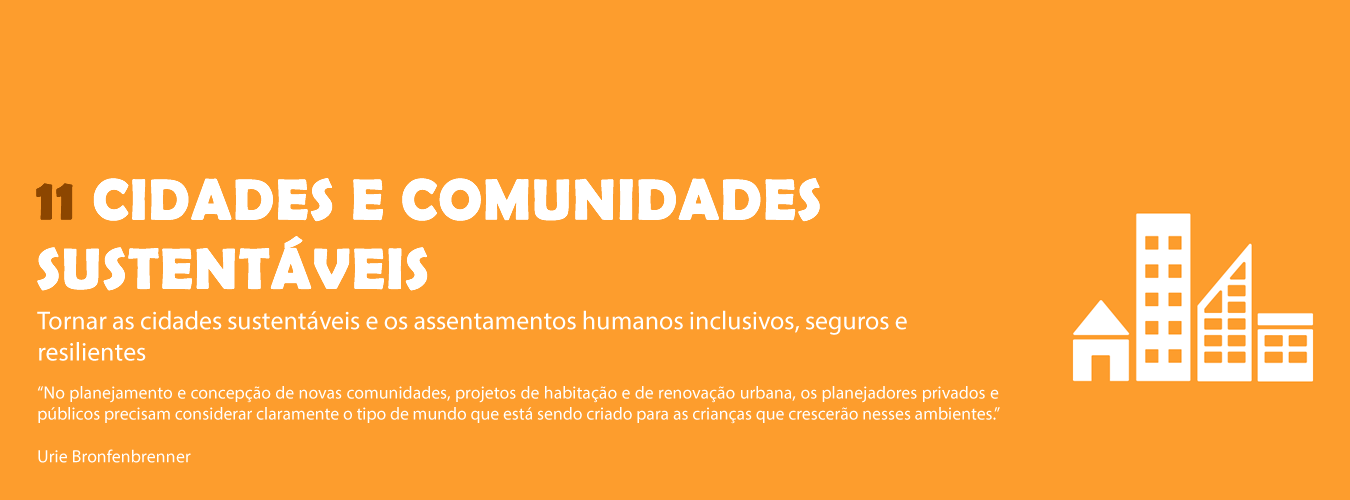 11 CIDADES E COMUNIDADES
SUSTENTÁVEIS
Tornar as cidades sustentáveis e os assentamentos humanos inclusivos, seguros e
resilientes
“No planejamento e concepção de novas comunidades, projetos de habitação e de renovação urbana, os planejadores privados e
públicos precisam considerar claramente o tipo de mundo que está sendo criado para as crianças que crescerão nesses ambientes.”
Urie Bronfenbrenner